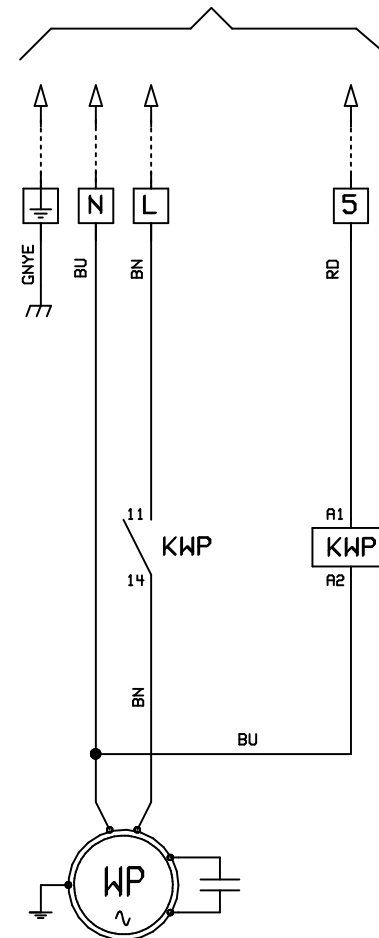 N L 5
GNYE BU BN RD
11 A1
KWP KWP
14 A2
BN
BU
WP